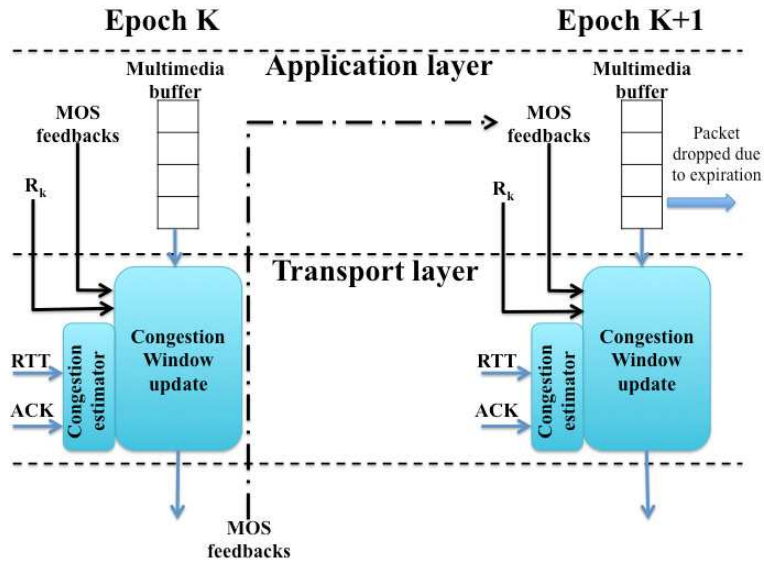 Epoch K
Epoch K+1
Application layer
Multimedia
buffer
MOS
feedbacks
Rk
Multimedia
buffer
MOS
feedbacks
Rk
Packet
dropped due
to expiration
Transport layer
Congestion
Window
update
Congestion
estimator
RTT
ACK
Congestion
Window
update
Congestion
estimator
RTT
ACK
MOS
feedbacks